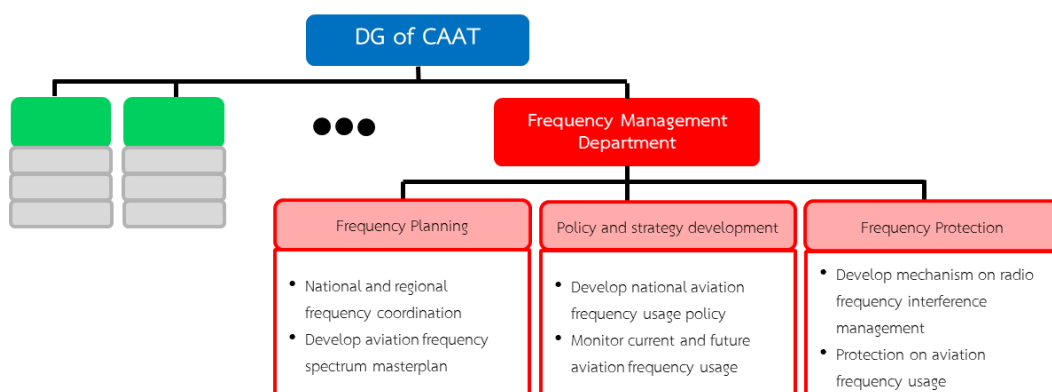 DG of CAAT
Frequency Management
Department
Frequency Planning
• National and regional
frequency coordination
• Develop aviation frequency
spectrum masterplan
Policy and strategy development
• Develop national aviation
frequency usage policy
• Monitor current and future
aviation frequency usage
Frequency Protection
• Develop mechanism on radio
frequency interference
management
• Protection on aviation
frequency usage